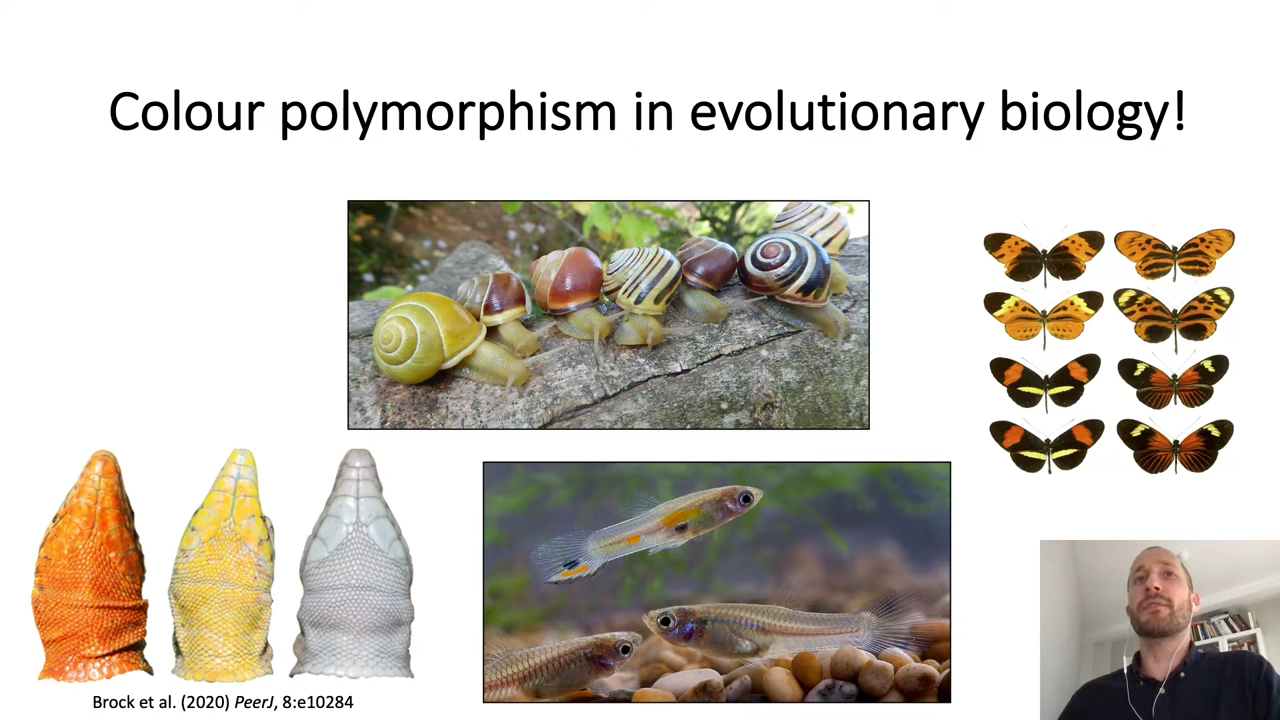 Colour polymorphism in evolutionary biology!
Brock et al. (2020) PeerJ, 8:e10284